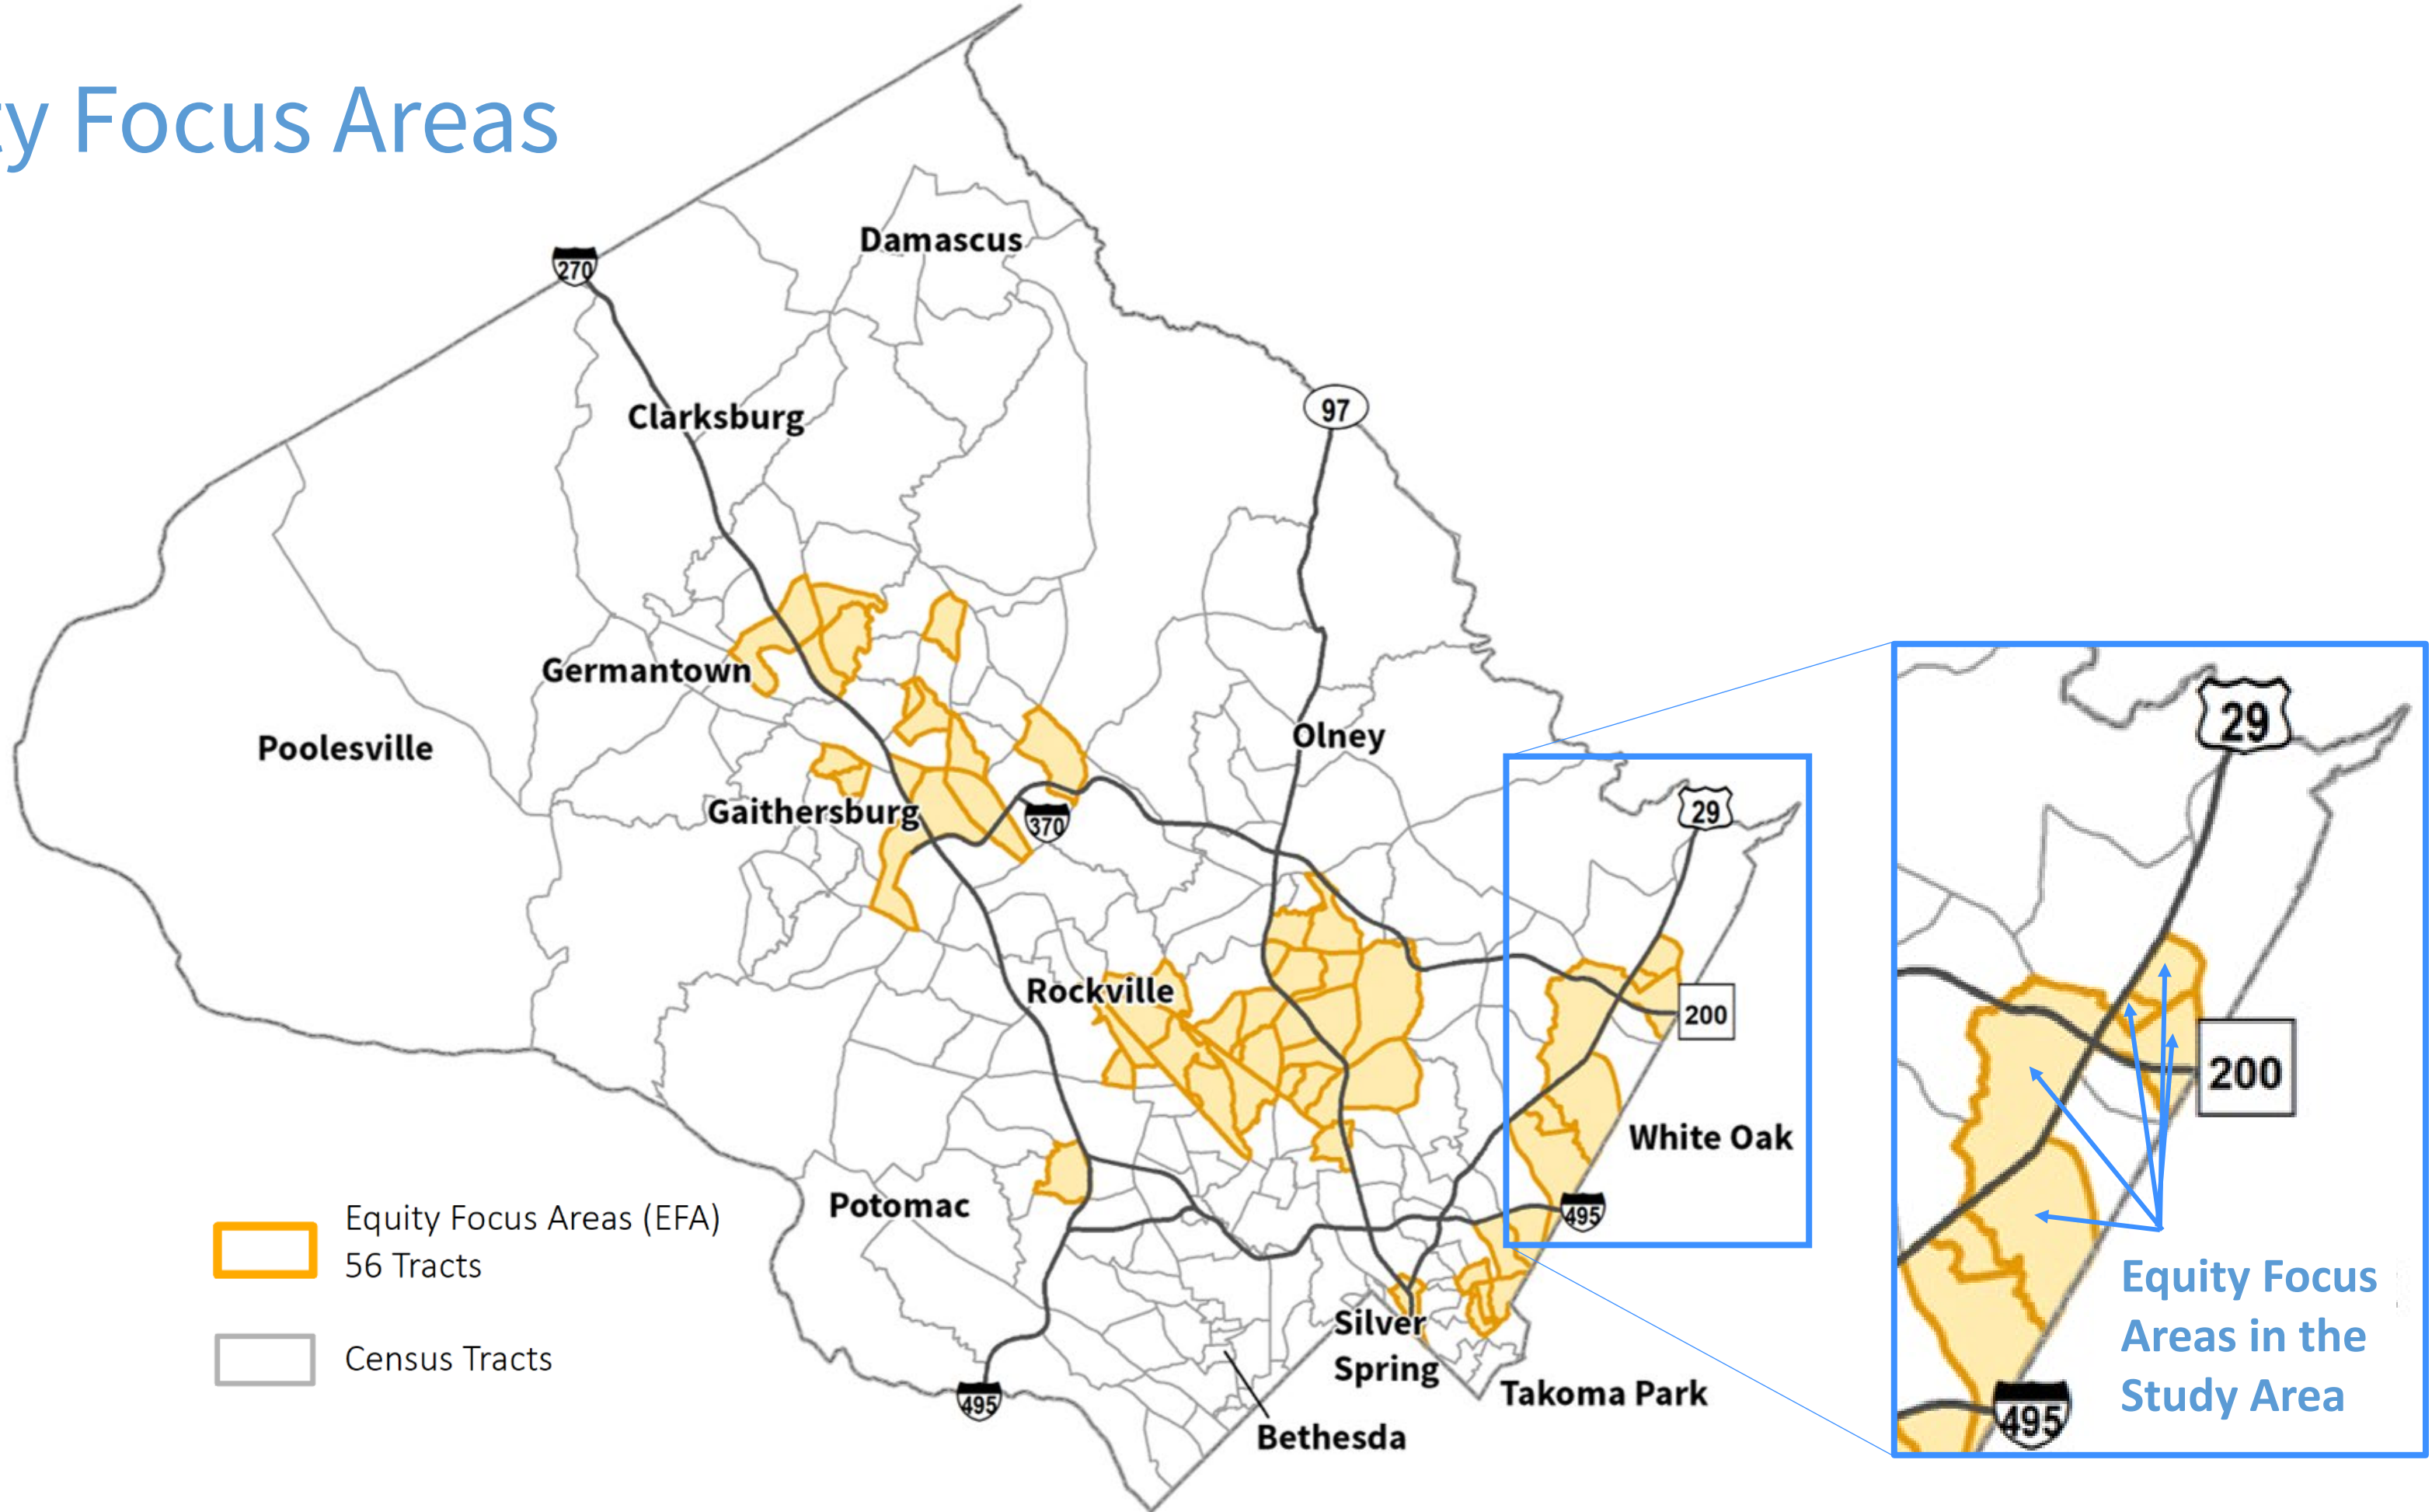 ty Focus Areas
Damascus
270
Clarksburg
97
Germantown
Olney
Poolesville
29
Gaithersburg
370
Rockville
200
White Oak
Potomac
495
Silver
Spring
Takoma Park
495
Bethesda
Equity Focus Areas (EFA)
56 Tracts
Census Tracts
29
200
Equity Focus
Areas in the
Study Area
495